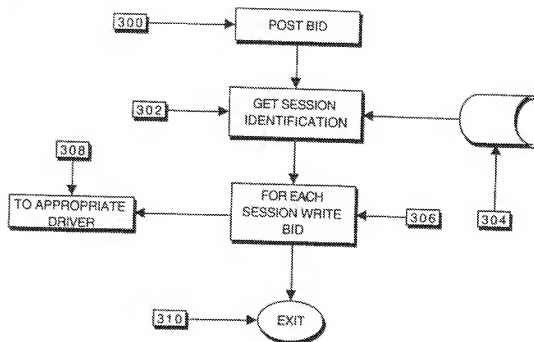 300
POST BID
302
GET SESSION
IDENTIFICATION
304
308
TO APPROPRIATE
DRIVER
FOR EACH
SESSION WRITE
BID
306
310
EXIT